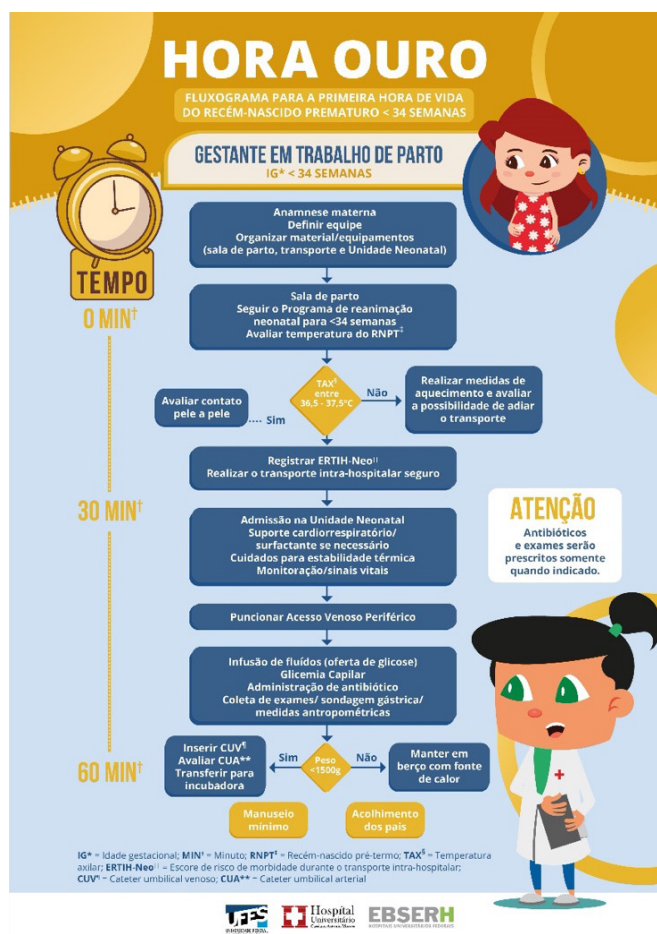 HORA OURO
FLUXOGRAMA PARA A PRIMEIRA HORA DE VIDA
DO RECÉM-NASCIDO PREMATURO < 34 SEMANAS
GESTANTE EM TRABALHO DE PARTO
IG* < 34 SEMANAS
Anamnese materna
Definir equipe
Organizar material/equipamentos
(sala de parto, transporte e Unidade Neonatal)
TEMPO
0 MIN†
Sala de parto
Seguir o Programa de reanimação
neonatal para <34 semanas
Avaliar temperatura do RNPT‡
TAX§
entre
36,5 - 37,5ºC
Avaliar contato
pele a pele
Sim
Não
Realizar medidas de
aquecimento e avaliar
a possibilidade de adiar
o transporte
Registrar ERTIH-Neo||
Realizar o transporte intra-hospitalar seguro
30 MIN†
Admissão na Unidade Neonatal
Suporte cardiorrespiratório/
surfactante se necessário
Cuidados para estabilidade térmica
Monitoração/sinais vitais
ATENÇÃO
Antibióticos
e exames serão
prescritos somente
quando indicado.
Puncionar Acesso Venoso Periférico
Infusão de fluídos (oferta de glicose)
Glicemia Capilar
Administração de antibiótico
Coleta de exames/ sondagem gástrica/
medidas antropométricas
60 MIN†
Inserir CUV¶
Avaliar CUA**
Transferir para
incubadora
Sim
Peso
<1500g
Não
Manter em
berço com fonte
de calor
Manuseio
mínimo
Acolhimento
dos pais
IG* = Idade gestacional; MIN† = Minuto; RNPT‡ = Recém-nascido pré-termo; TAX§ = Temperatura
axilar; ERTIH-Neo|| = Escore de risco de morbidade durante o transporte intra-hospitalar;
CUV¶ = Cateter umbilical venoso; CUA** = Cateter umbilical arterial
UFES
UNIVERSIDADE FEDERAL
Hospital
Universitário
EBSERH
HOSPITAIS UNIVERSITÁRIOS FEDERAIS